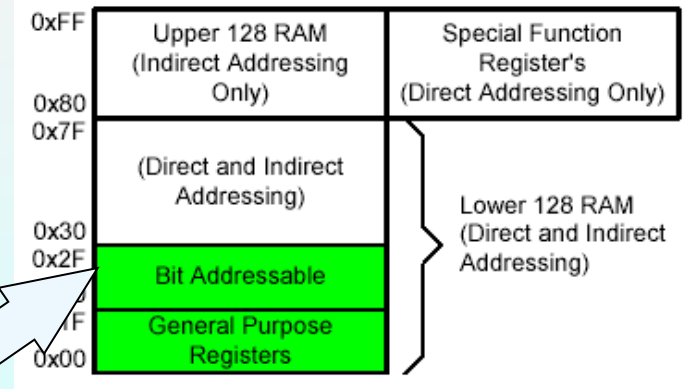 0xFF
Upper 128 RAM
(Indirect Addressing
Only)
0x80
Special Function
Register's
(Direct Addressing Only)
0x7F
(Direct and Indirect
Addressing)
0x30
0x2F
Bit Addressable
General Purpose
Registers
0x00
Lower 128 RAM
(Direct and Indirect
Addressing)